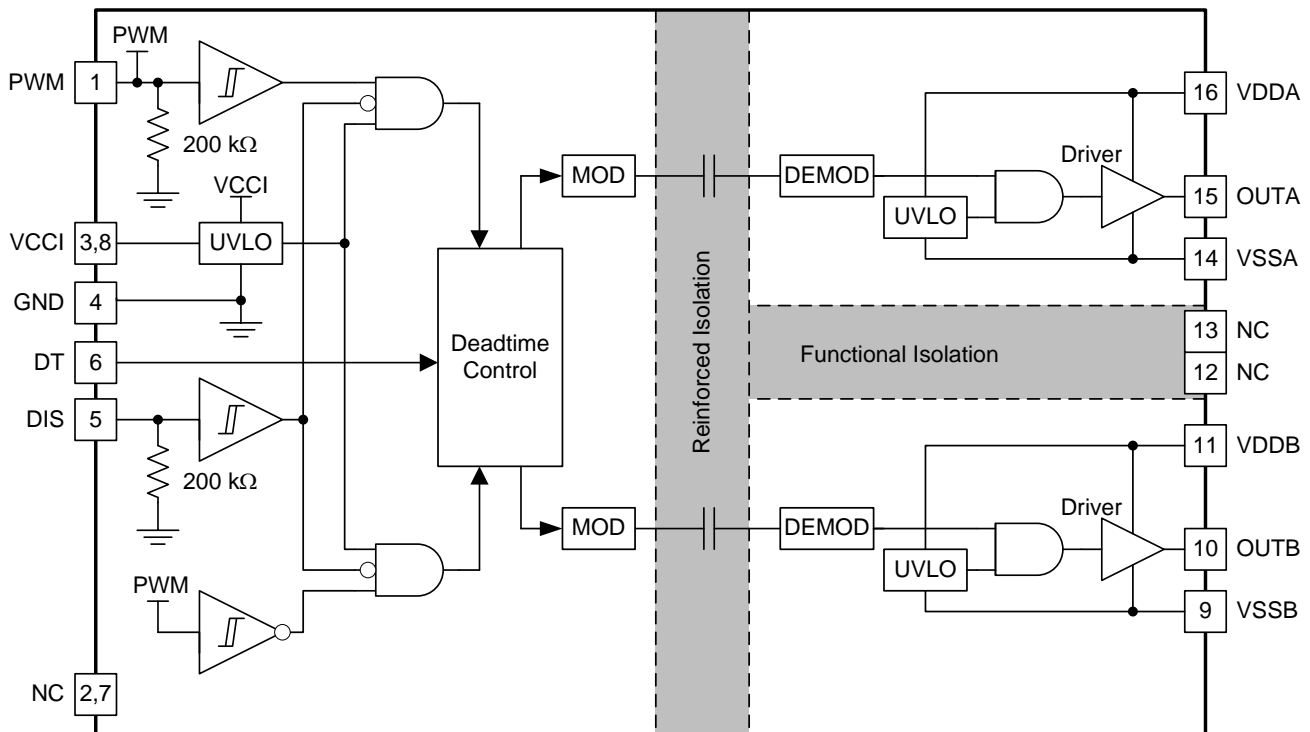 PWM
PWM 1
200 kΩ
VCCI
VCCI 3,8
UVLO
GND 4
DT 6
DIS 5
200 kΩ
PWM
NC 2,7
Deadtime
Control
MOD
MOD
Reinforced Isolation
DEMOD
UVLO
Driver
16 VDDA
15 OUTA
14 VSSA
Functional Isolation
13 NC
12 NC
DEMOD
UVLO
Driver
11 VDDB
10 OUTB
9 VSSB